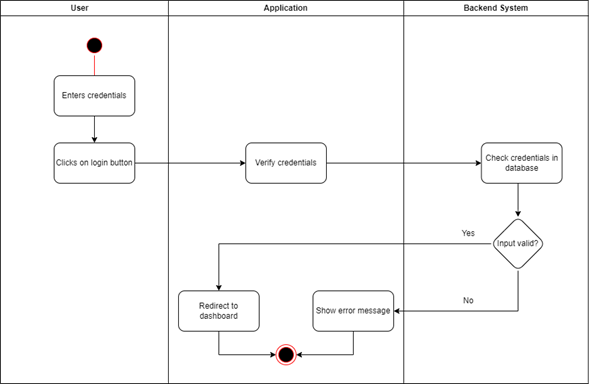 User
Application
Backend System
Enters credentials
Clicks on login button
Verify credentials
Check credentials in
database
Input valid?
Yes
No
Redirect to
dashboard
Show error message